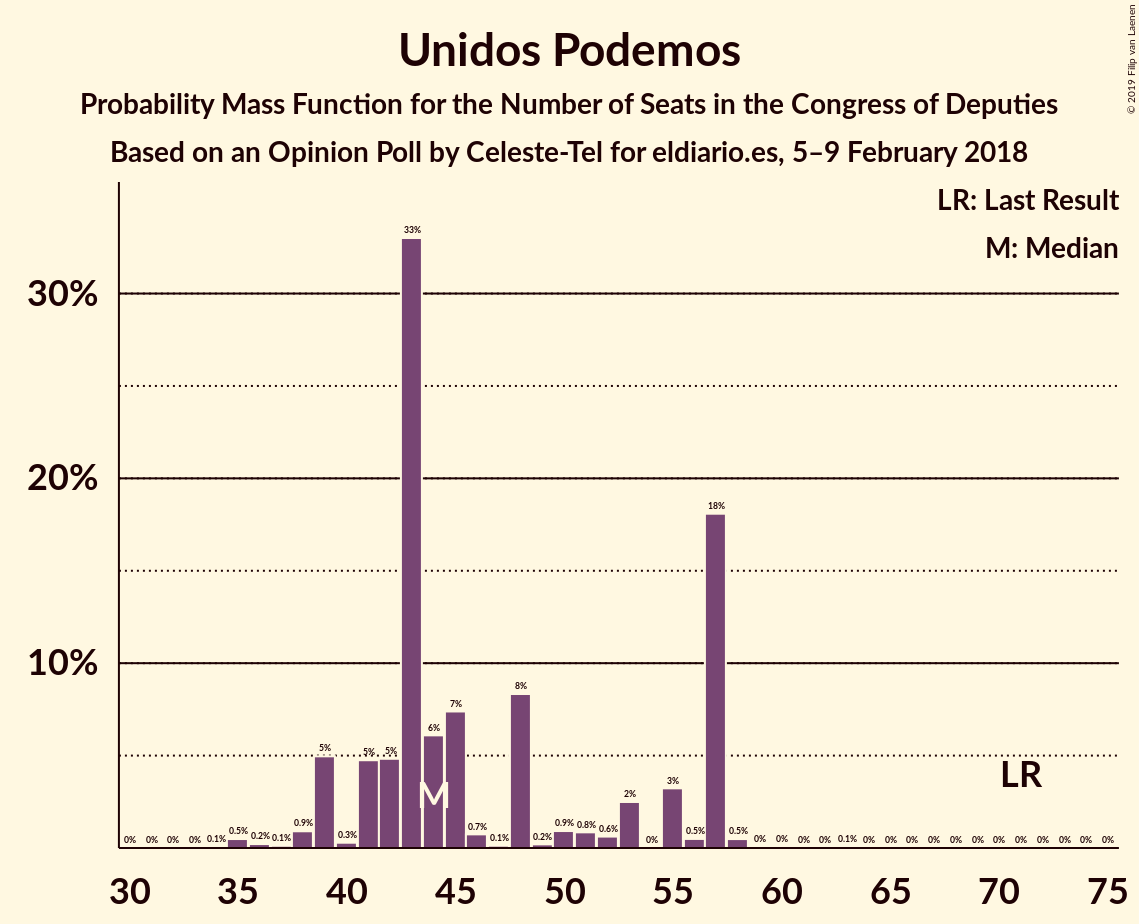 Unidos Podemos
Probability Mass Function for the Number of Seats in the Congress of Deputies
Based on an Opinion Poll by Celeste-Tel for eldiario.es, 5–9 February 2018
© 2019 Filip van Laenen
LR: Last Result
M: Median
30%
20%
10%
0% 0% 0% 0% 0.1% 0.5% 0.2% 0.1% 0.9% 5% 0.3% 5% 5% 33% 6% 7% 0.7% 0.1% 8% 0.2% 0.9% 0.8% 0.6% 2% 0% 3% 0.5% 18% 0.5% 0% 0% 0% 0% 0.1% 0% 0% 0% 0% 0% 0% 0% 0% 0% 0% 0% 0%
M
LR
30 35 40 45 50 55 60 65 70 75